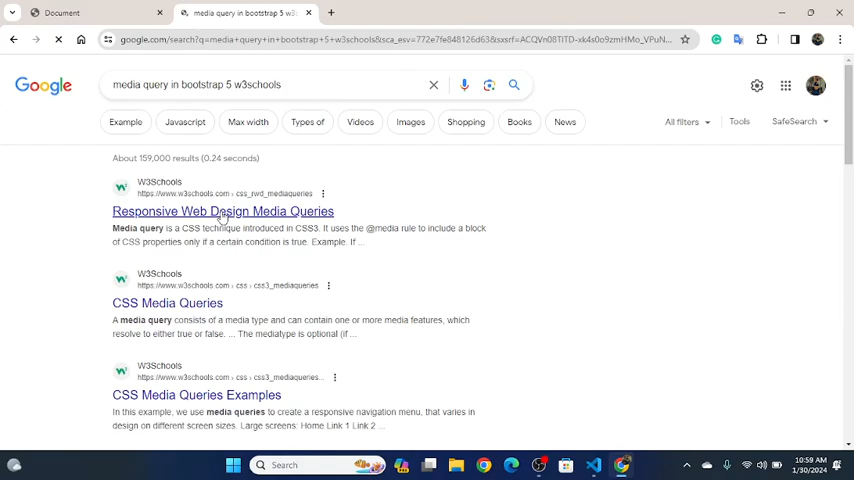 Document
media query in bootstrap 5 w3s
google.com/search?q=media+query+in+bootstrap+5+w3schools&sca_esv=772e7fe848126d63&sxsrf=
Google
media query in bootstrap 5 w3schools
Example
Javascript
Max width
Types of
Videos
Images
Shopping
Books
News
All filters
Tools
SafeSearch
About 159,000 results (0.24 seconds)
W3Schools
https://www.w3schools.com › css_rwd_mediaqueries
Responsive Web Design Media Queries
Media query is a CSS technique introduced in CSS3. It uses the @media rule to include a block
of CSS properties only if a certain condition is true. Example. If ...
W3Schools
https://www.w3schools.com › css › css3_mediaqueries
CSS Media Queries
A media query consists of a media type and can contain one or more media features, which
resolve to either true or false. ... The mediatype is optional (if ...
W3Schools
https://www.w3schools.com › css › css3_mediaqueries...
CSS Media Queries Examples
In this example, we use media queries to create a responsive navigation menu, that varies in
design on different screen sizes. Large screens: Home Link 1 Link 2 ...
Search
10:59 AM
1/30/2024